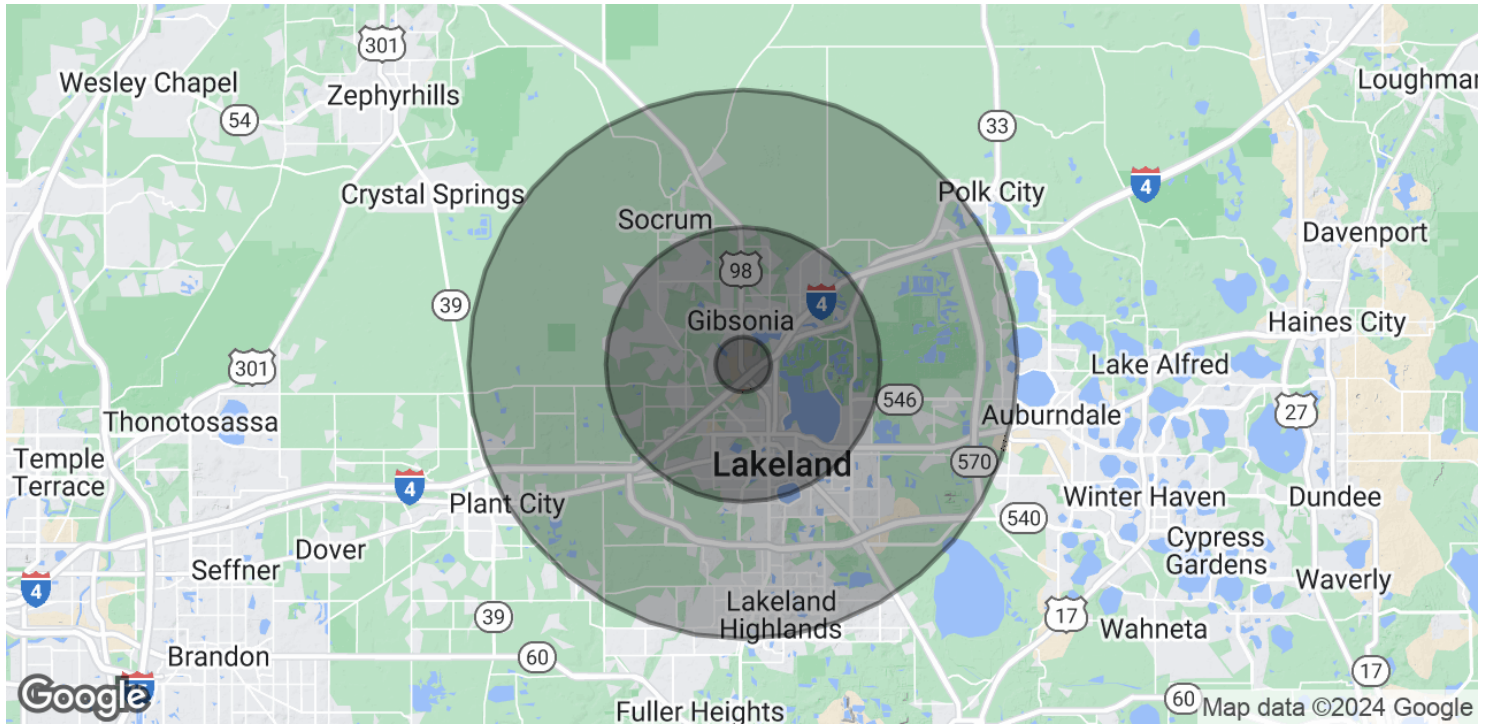 301
Wesley Chapel
Zephyrhills
Loughman
54
33
Crystal Springs
Polk City
4
Socrum
Davenport
98
39
4
Gibsonia
Haines City
301
Lake Alfred
546
27
Thonotosassa
Auburndale
Temple
Terrace
Lakeland
570
4
Plant City
Winter Haven
Dundee
540
Dover
Cypress
Gardens
Seffner
Waverly
4
Lakeland
Highlands
39
17
Wahneta
Brandon
60
17
Google
60
Map data ©2024 Google
Fuller Heights